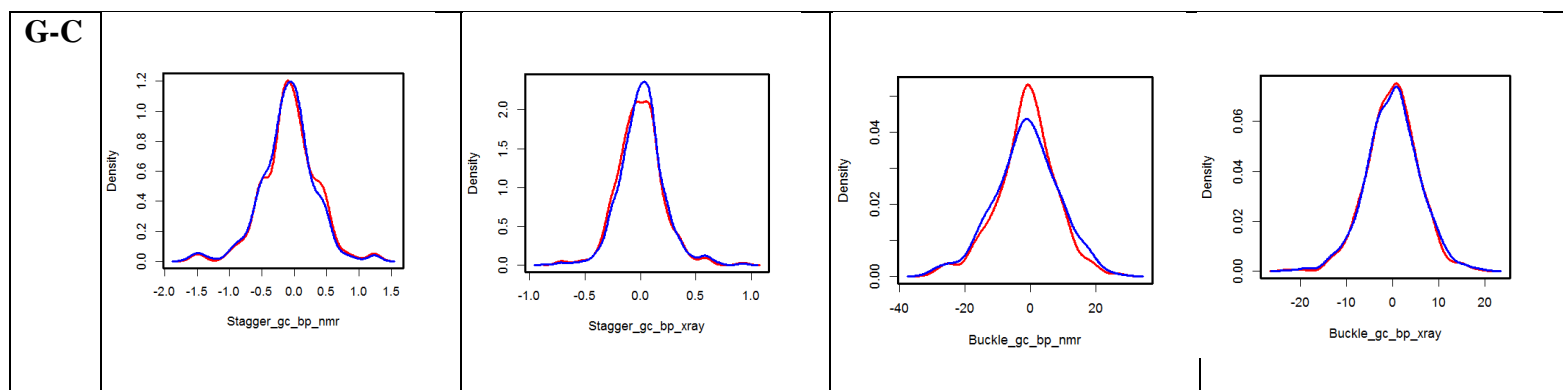 G-C
Density
0.0 0.2 0.4 0.6 0.8 1.0 1.2
-2.0 -1.5 -1.0 -0.5 0.0 0.5 1.0 1.5
Stagger_gc_bp_nmr
Density
0.0 0.5 1.0 1.5 2.0
-1.0 -0.5 0.0 0.5 1.0
Stagger_gc_bp_xray
Density
0.00 0.02 0.04
-40 -20 0 20
Buckle_gc_bp_nmr
Density
0.00 0.02 0.04 0.06
-20 -10 0 10 20
Buckle_gc_bp_xray